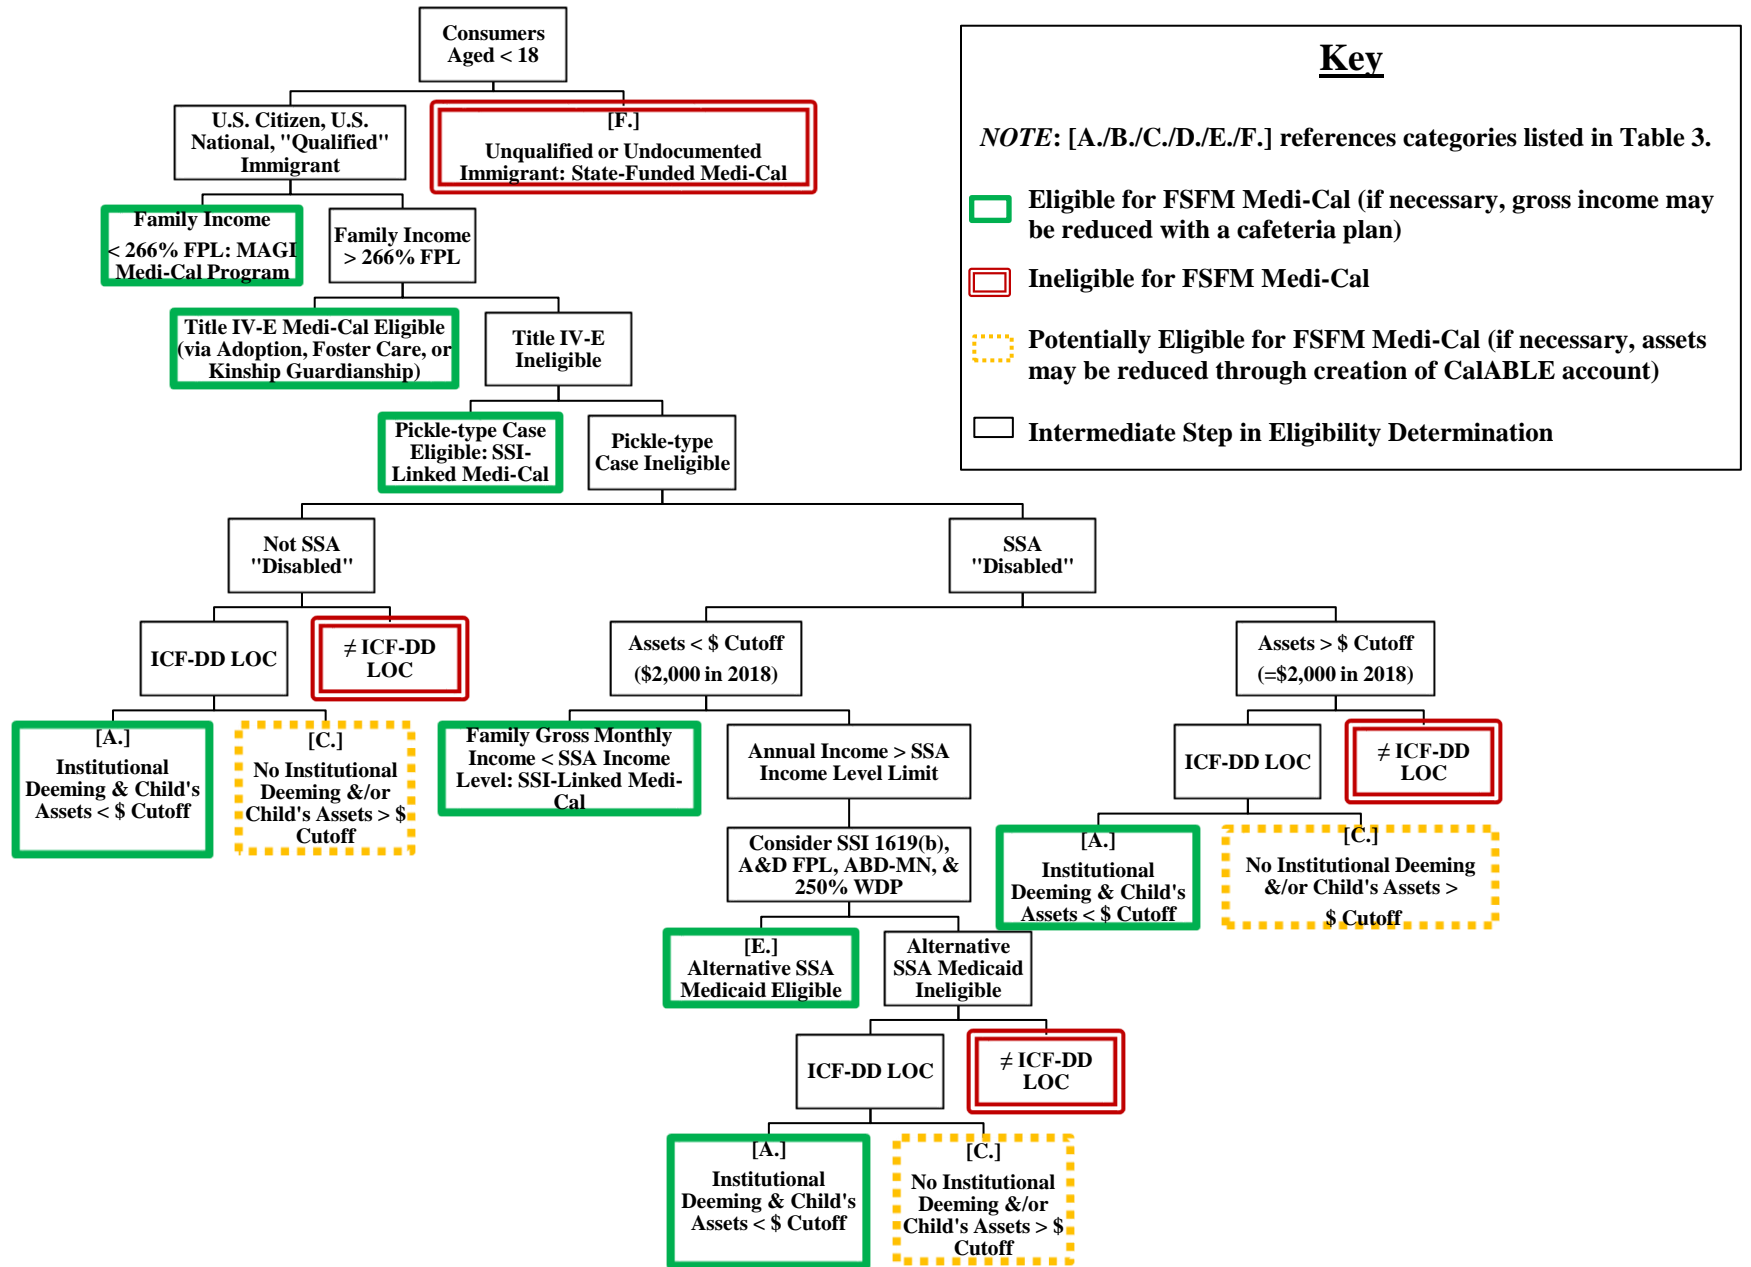 Consumers
Aged < 18
U.S. Citizen, U.S.
National, "Qualified"
Immigrant
[F.]
Unqualified or Undocumented
Immigrant: State-Funded Medi-Cal
Family Income
< 266% FPL: MAGI
Medi-Cal Program
Family Income
> 266% FPL
Title IV-E Medi-Cal Eligible
(via Adoption, Foster Care, or
Kinship Guardianship)
Title IV-E
Ineligible
Pickle-type Case
Eligible: SSI-
Linked Medi-Cal
Pickle-type
Case Ineligible
Key
NOTE: [A./B./C./D./E./F.] references categories listed in Table 3.
Eligible for FSFM Medi-Cal (if necessary, gross income may
be reduced with a cafeteria plan)
Ineligible for FSFM Medi-Cal
Potentially Eligible for FSFM Medi-Cal (if necessary, assets
may be reduced through creation of CalABLE account)
Intermediate Step in Eligibility Determination
Not SSA
"Disabled"
SSA
"Disabled"
ICF-DD LOC
≠ ICF-DD
LOC
Assets < $ Cutoff
($2,000 in 2018)
Assets > $ Cutoff
(=$2,000 in 2018)
[A.]
Institutional
Deeming & Child's
Assets < $ Cutoff
[C.]
No Institutional
Deeming &/or
Child's Assets > $
Cutoff
Family Gross Monthly
Income < SSA Income
Level: SSI-Linked Medi-
Cal
Annual Income > SSA
Income Level Limit
ICF-DD LOC
≠ ICF-DD
LOC
Consider SSI 1619(b),
A&D FPL, ABD-MN, &
250% WDP
[A.]
Institutional
Deeming & Child's
Assets < $ Cutoff
[C.]
No Institutional Deeming
&/or Child's Assets >
$ Cutoff
[E.]
Alternative SSA
Medicaid Eligible
Alternative
SSA Medicaid
Ineligible
ICF-DD LOC
≠ ICF-DD
LOC
[A.]
Institutional
Deeming & Child's
Assets < $ Cutoff
[C.]
No Institutional
Deeming &/or
Child's Assets > $
Cutoff